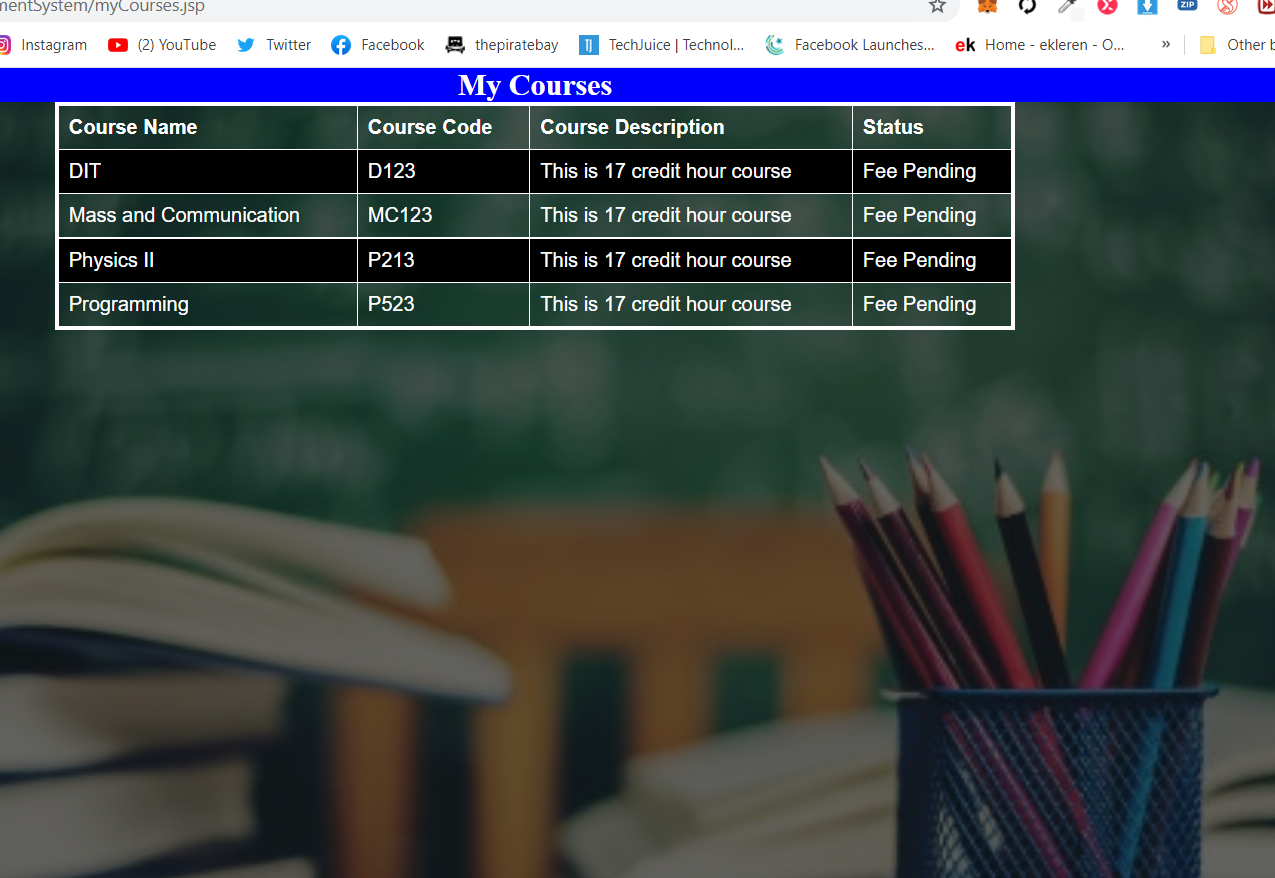 mentSystem/myCourses.jsp
ZIP
Instagram (2) YouTube Twitter Facebook thepiratebay TJ TechJuice | Technol... Facebook Launches... ek Home - ekleren - O... » Other b
My Courses
Course Name Course Code Course Description Status
DIT D123 This is 17 credit hour course Fee Pending
Mass and Communication MC123 This is 17 credit hour course Fee Pending
Physics II P213 This is 17 credit hour course Fee Pending
Programming P523 This is 17 credit hour course Fee Pending